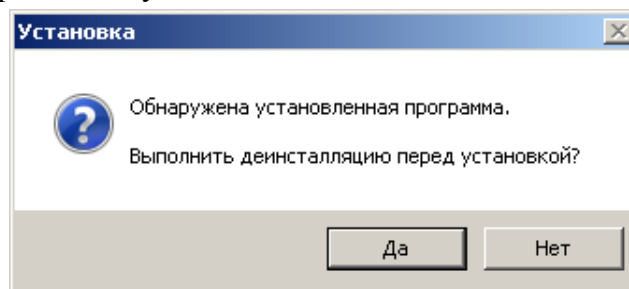 Установка
Обнаружена установленная программа.
Выполнить деинсталляцию перед установкой?
Да
Нет